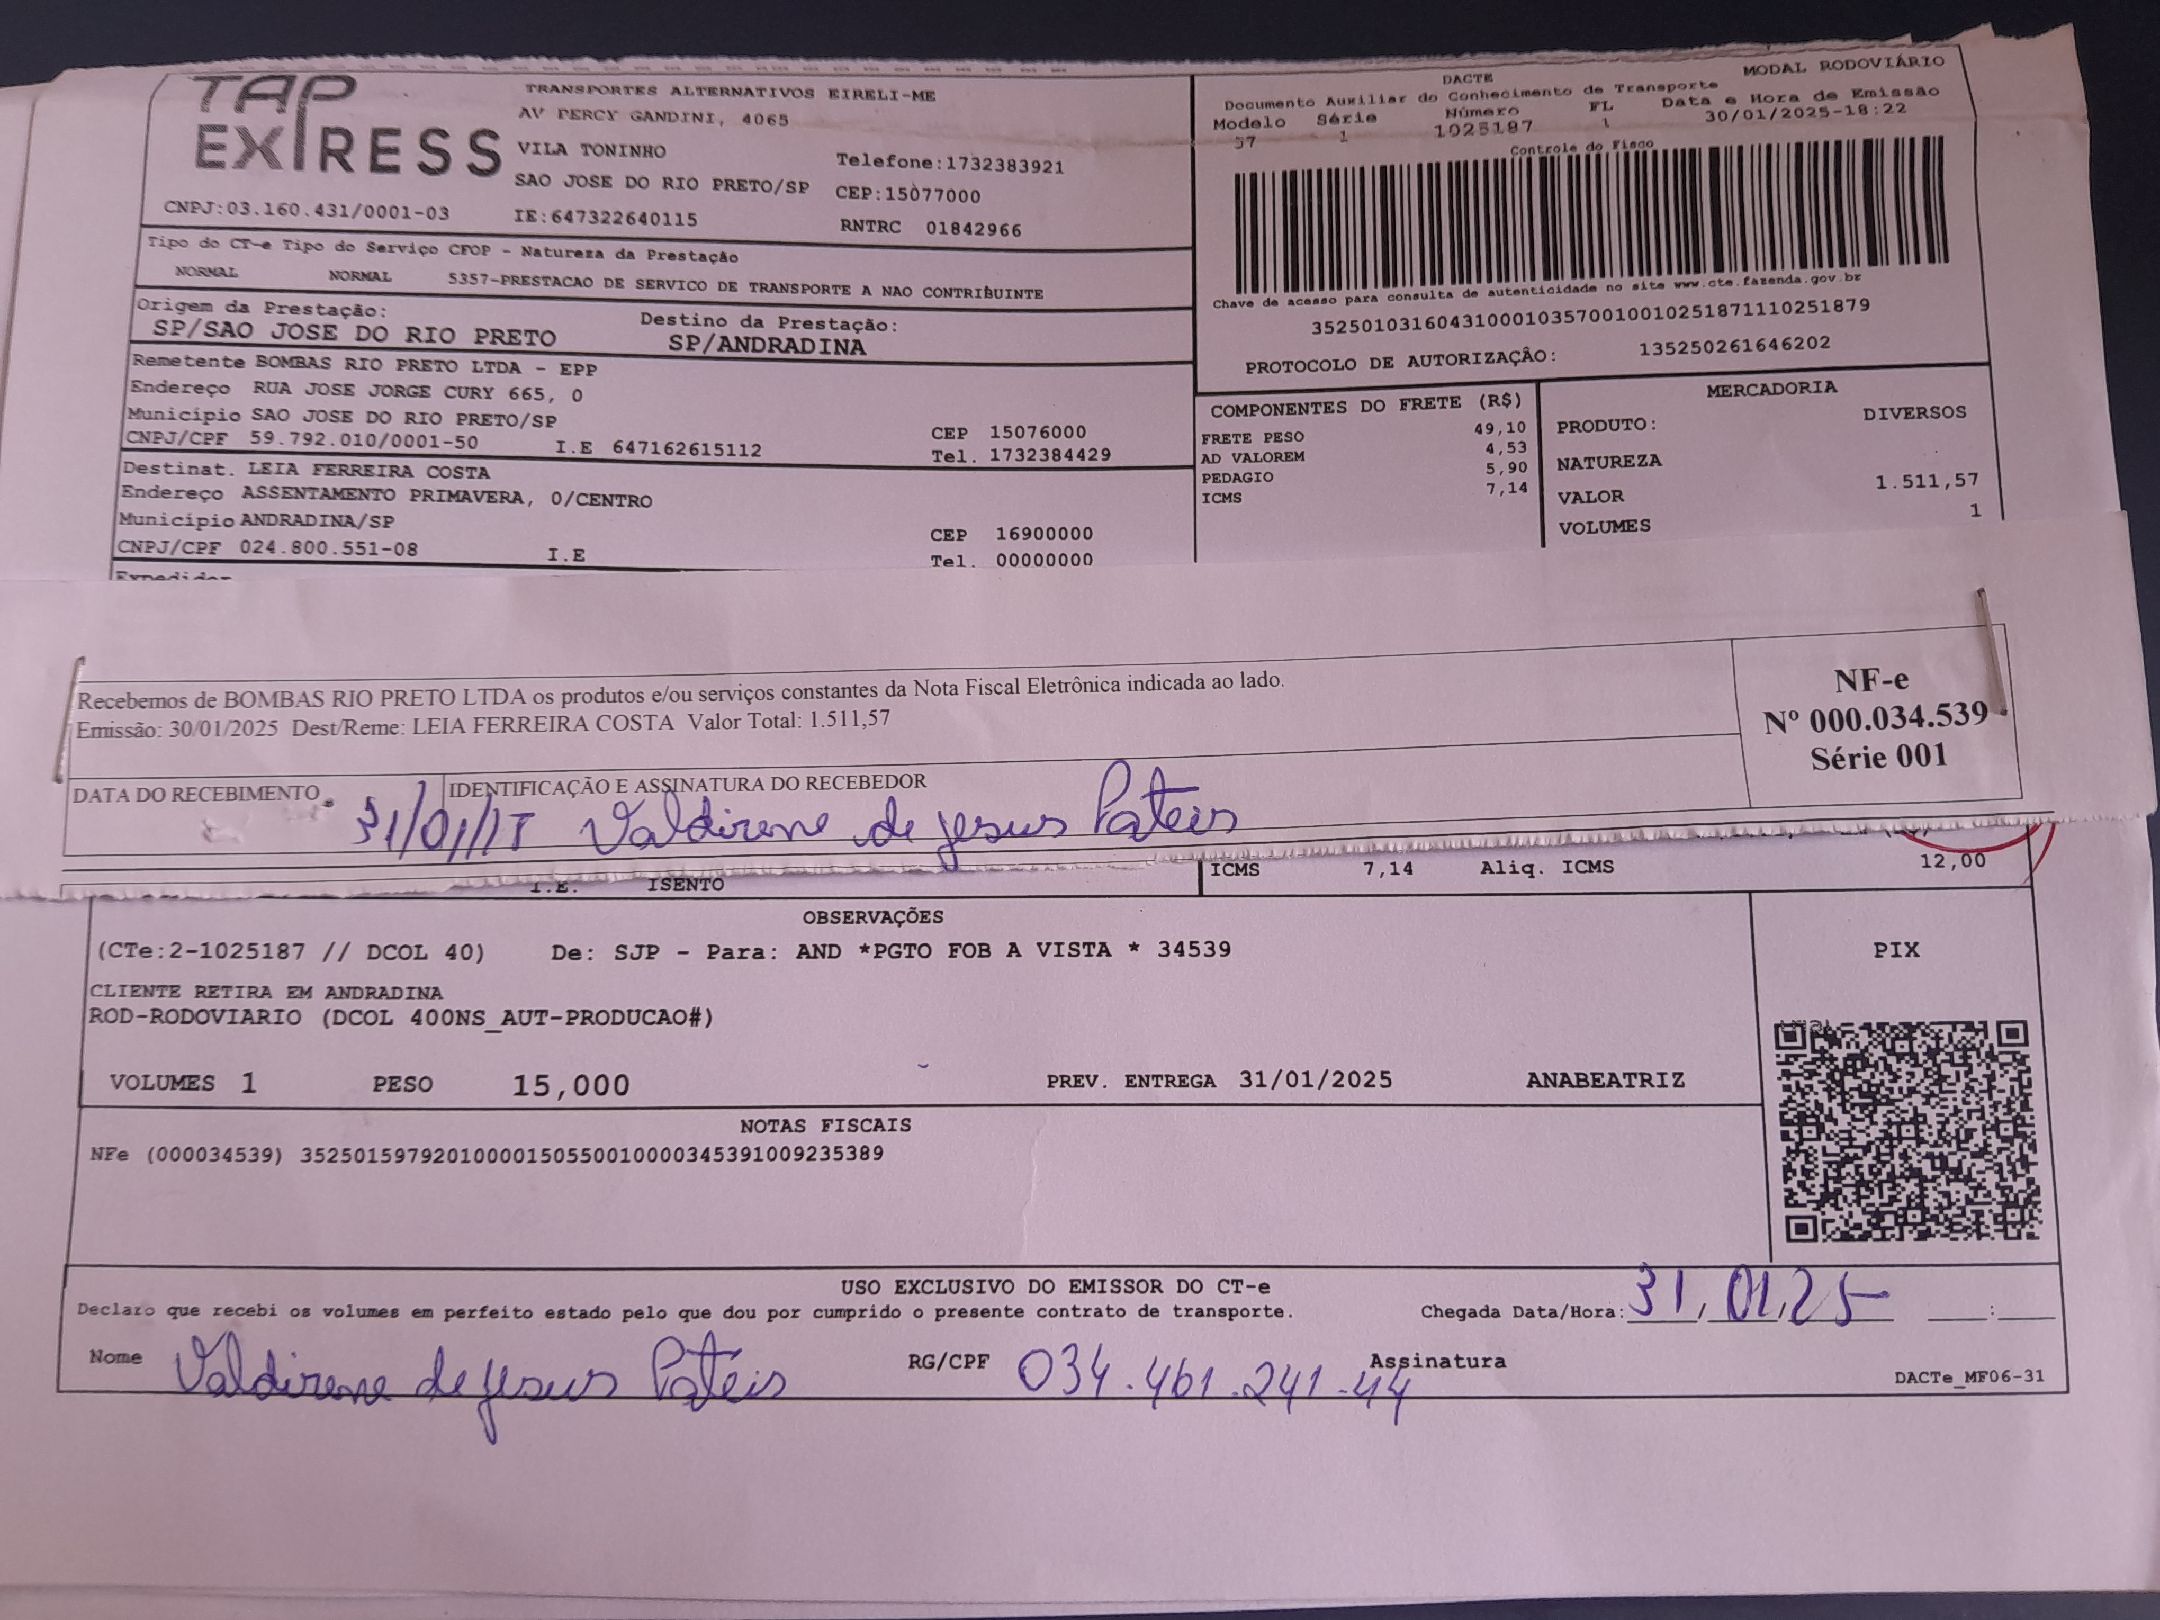 TAP EXPRESS
TRANSPORTES ALTERNATIVOS EIRELI-ME
AV PERCY GANDINI, 4065
VILA TONINHO Telefone:1732383921
SAO JOSE DO RIO PRETO/SP CEP:15077000
CNPJ:03.160.431/0001-03 IE:647322640115 RNTRC 01842966
Tipo do CT-e Tipo do Serviço CFOP - Natureza da Prestação
NORMAL NORMAL 5357-PRESTACAO DE SERVICO DE TRANSPORTE A NAO CONTRIBUINTE
Origem da Prestação: Destino da Prestação:
SP/SAO JOSE DO RIO PRETO SP/ANDRADINA
Remetente BOMBAS RIO PRETO LTDA - EPP
Endereço RUA JOSE JORGE CURY 665, 0
Município SAO JOSE DO RIO PRETO/SP CEP 15076000
CNPJ/CPF 59.792.010/0001-50 I.E 647162615112 Tel. 1732384429
Destinat. LEIA FERREIRA COSTA
Endereço ASSENTAMENTO PRIMAVERA, 0/CENTRO
Município ANDRADINA/SP CEP 16900000
CNPJ/CPF 024.800.551-08 I.E Tel. 00000000
DACTE MODAL RODOVIÁRIO
Documento Auxiliar do Conhecimento de Transporte
Modelo Série Número FL Data e Hora de Emissão
57 1 1025187 1 30/01/2025-18:22
Controle do Fisco
Chave de acesso para consulta de autenticidade no site www.cte.fazenda.gov.br
35250103160431000103570010010251871110251879
PROTOCOLO DE AUTORIZAÇÃO: 135250261646202
COMPONENTES DO FRETE (R$)
FRETE PESO 49,10
AD VALOREM 4,53
PEDAGIO 5,90
ICMS 7,14
MERCADORIA
PRODUTO: DIVERSOS
NATUREZA
VALOR 1.511,57
VOLUMES 1
Recebemos de BOMBAS RIO PRETO LTDA os produtos e/ou serviços constantes da Nota Fiscal Eletrônica indicada ao lado.
Emissão: 30/01/2025 Dest/Reme: LEIA FERREIRA COSTA Valor Total: 1.511,57
NF-e
Nº 000.034.539
Série 001
DATA DO RECEBIMENTO IDENTIFICAÇÃO E ASSINATURA DO RECEBEDOR
31/01/ Valdirene de jesus Pateis
I.E. ISENTO ICMS 7,14 Aliq. ICMS 12,00
OBSERVAÇÕES
(CTe:2-1025187 // DCOL 40) De: SJP - Para: AND *PGTO FOB A VISTA * 34539
CLIENTE RETIRA EM ANDRADINA
ROD-RODOVIARIO (DCOL 400NS_AUT-PRODUCAO#)
PIX
VOLUMES 1 PESO 15,000 PREV. ENTREGA 31/01/2025 ANABEATRIZ
NOTAS FISCAIS
NFe (000034539) 35250159792010000150550010000345391009235389
USO EXCLUSIVO DO EMISSOR DO CT-e
Declaro que recebi os volumes em perfeito estado pelo que dou por cumprido o presente contrato de transporte. Chegada Data/Hora: 31,01,25 :
Nome Valdirene de jesus Pateis RG/CPF 034.461.241-44 Assinatura
DACTe_MF06-31